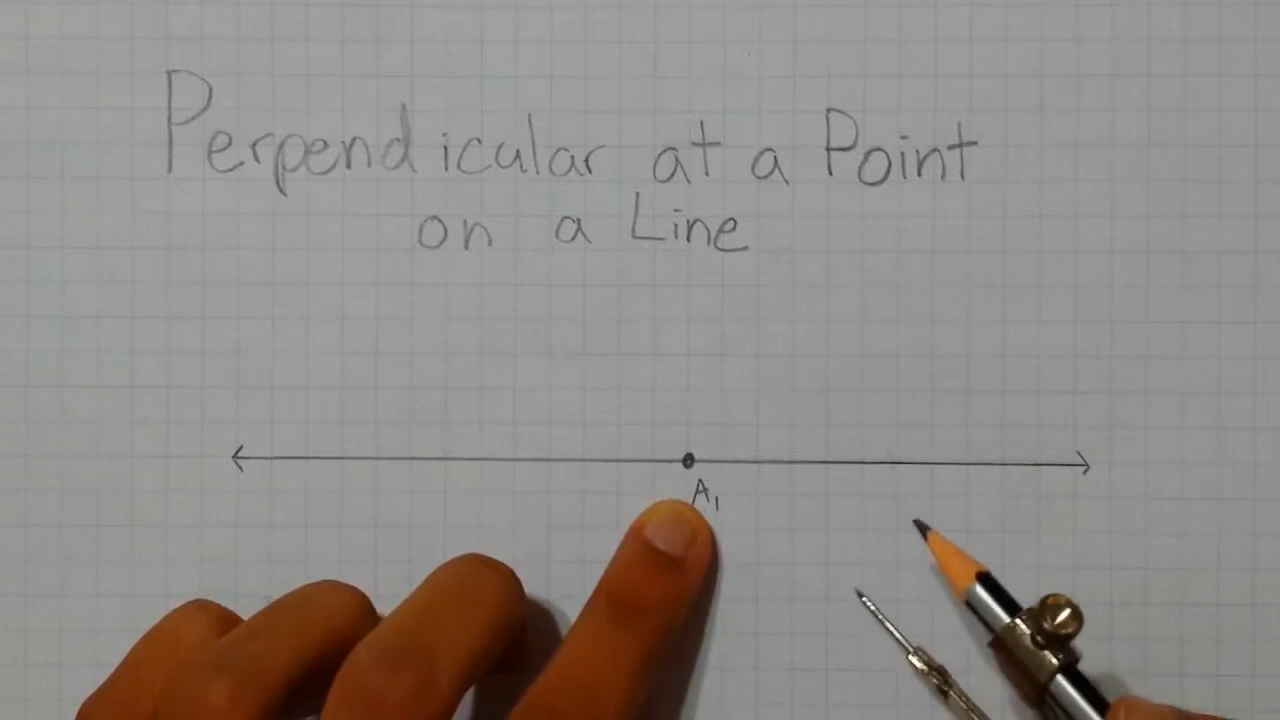 Perpendicular at a Point
on a Line
A₁